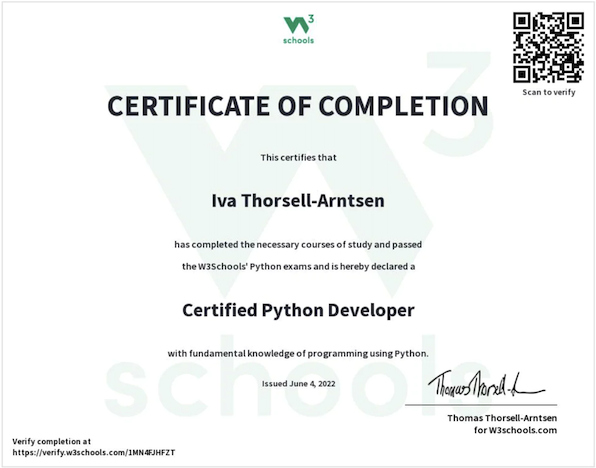 W3
schools
Scan to verify
CERTIFICATE OF COMPLETION
This certifies that
Iva Thorsell-Arntsen
has completed the necessary courses of study and passed
the W3Schools' Python exams and is hereby declared a
Certified Python Developer
with fundamental knowledge of programming using Python.
Issued June 4, 2022
Thomas Thorsell-Arntsen
for W3schools.com
Verify completion at
https://verify.w3schools.com/1MN4FJHFZT